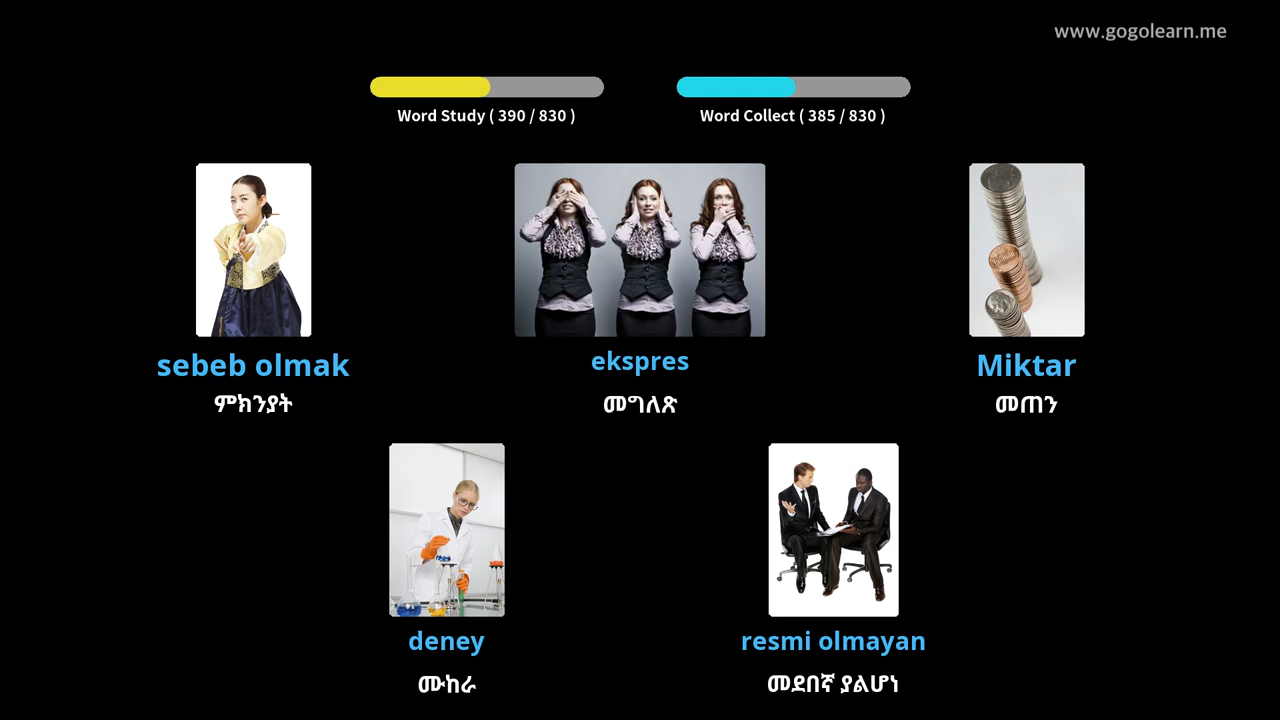 www.gogolearn.me
Word Study ( 390 / 830 )
Word Collect ( 385 / 830 )
sebeb olmak
ምክንያት
ekspres
መግለጽ
Miktar
መጠን
deney
ሙከራ
resmi olmayan
መደበኛ ያልሆነ